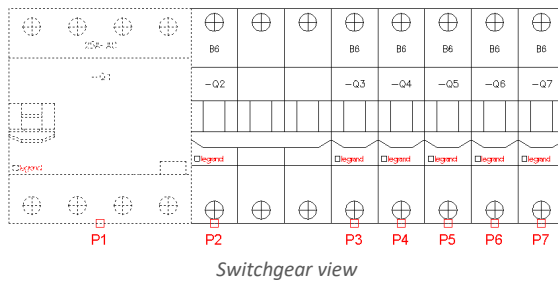 25A-AC
B6 B6 B6 B6 B6 B6
-Q1
-Q2 -Q3 -Q4 -Q5 -Q6 -Q7
legrand legrand legrand legrand legrand legrand legrand
P1 P2 P3 P4 P5 P6 P7
Switchgear view